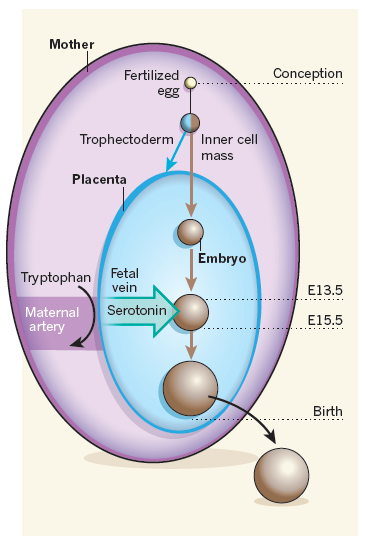 Mother
Fertilized
egg
Conception
Trophectoderm
Inner cell
mass
Placenta
Embryo
Tryptophan
Fetal
vein
E13.5
Maternal
artery
Serotonin
E15.5
Birth